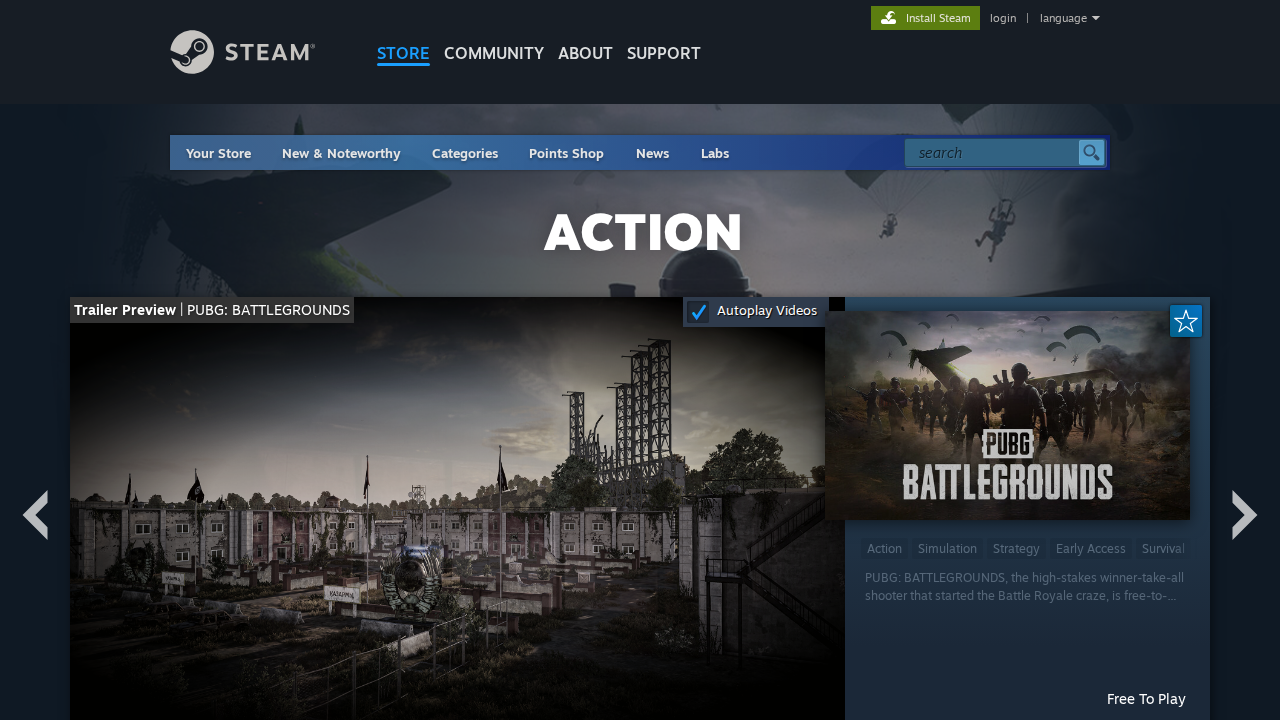 Install Steam login | language
STEAM®
STORE COMMUNITY ABOUT SUPPORT
Your Store New & Noteworthy Categories Points Shop News Labs search
ACTION
Trailer Preview | PUBG: BATTLEGROUNDS
Autoplay Videos
PUBG
BATTLEGROUNDS
Action Simulation Strategy Early Access Survival
PUBG: BATTLEGROUNDS, the high-stakes winner-take-all
shooter that started the Battle Royale craze, is free-to-...
Free To Play